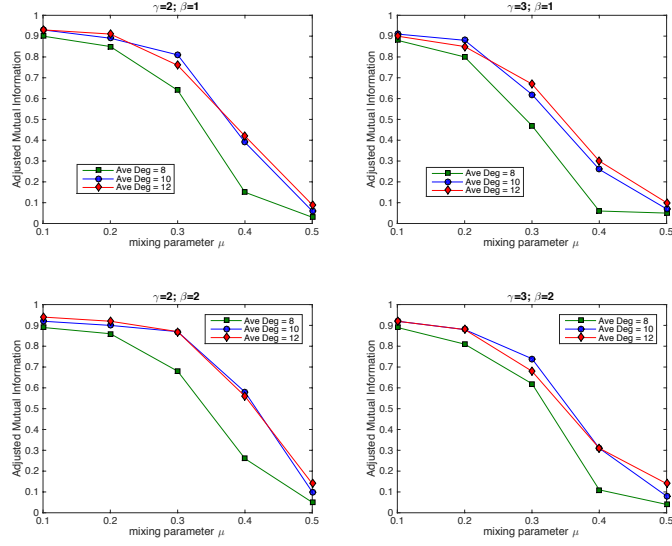 γ=2; β=1
1
0.9
0.8
0.7
0.6
0.5
0.4
0.3
0.2
0.1
0
Adjusted Mutual Information
Ave Deg = 8
Ave Deg = 10
Ave Deg = 12
0.1 0.2 0.3 0.4 0.5
mixing parameter μ
γ=3; β=1
1
0.9
0.8
0.7
0.6
0.5
0.4
0.3
0.2
0.1
0
Adjusted Mutual Information
Ave Deg = 8
Ave Deg = 10
Ave Deg = 12
0.1 0.2 0.3 0.4 0.5
mixing parameter μ
γ=2; β=2
1
0.9
0.8
0.7
0.6
0.5
0.4
0.3
0.2
0.1
0
Adjusted Mutual Information
Ave Deg = 8
Ave Deg = 10
Ave Deg = 12
0.1 0.2 0.3 0.4 0.5
mixing parameter μ
γ=3; β=2
1
0.9
0.8
0.7
0.6
0.5
0.4
0.3
0.2
0.1
0
Adjusted Mutual Information
Ave Deg = 8
Ave Deg = 10
Ave Deg = 12
0.1 0.2 0.3 0.4 0.5
mixing parameter μ